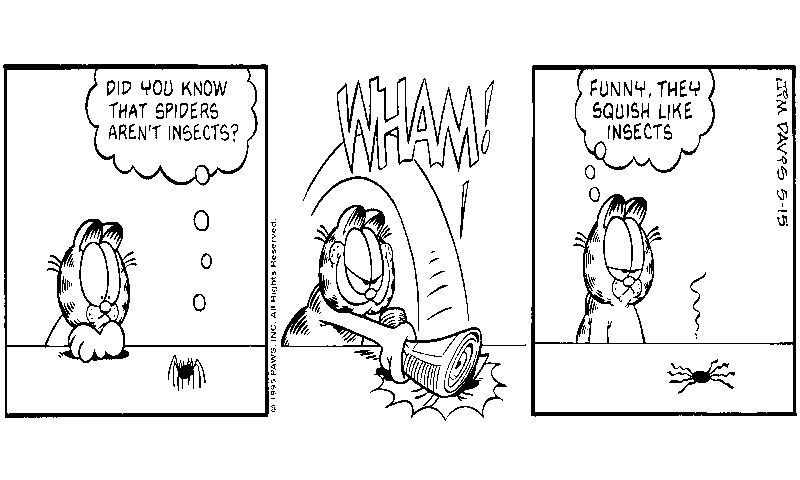 DID YOU KNOW
THAT SPIDERS
AREN'T INSECTS?
© 1995 PAWS, INC. All Rights Reserved.
WHAM!
FUNNY, THEY
SQUISH LIKE
INSECTS
JIM DAVIS 5-15